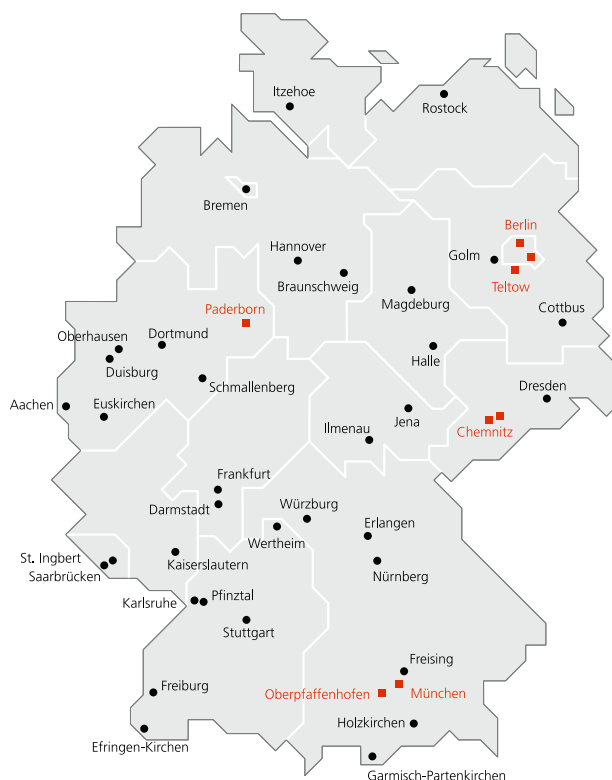 Itzehoe
Rostock
Bremen
Berlin
Hannover
Golm
Braunschweig
Teltow
Magdeburg
Paderborn
Cottbus
Oberhausen
Dortmund
Halle
Duisburg
Schmallenberg
Dresden
Aachen
Euskirchen
Jena
Ilmenau
Chemnitz
Frankfurt
Darmstadt
Würzburg
Erlangen
Wertheim
St. Ingbert
Kaiserslautern
Saarbrücken
Nürnberg
Karlsruhe
Pfinztal
Stuttgart
Freising
Freiburg
Oberpfaffenhofen
München
Holzkirchen
Efringen-Kirchen
Garmisch-Partenkirchen